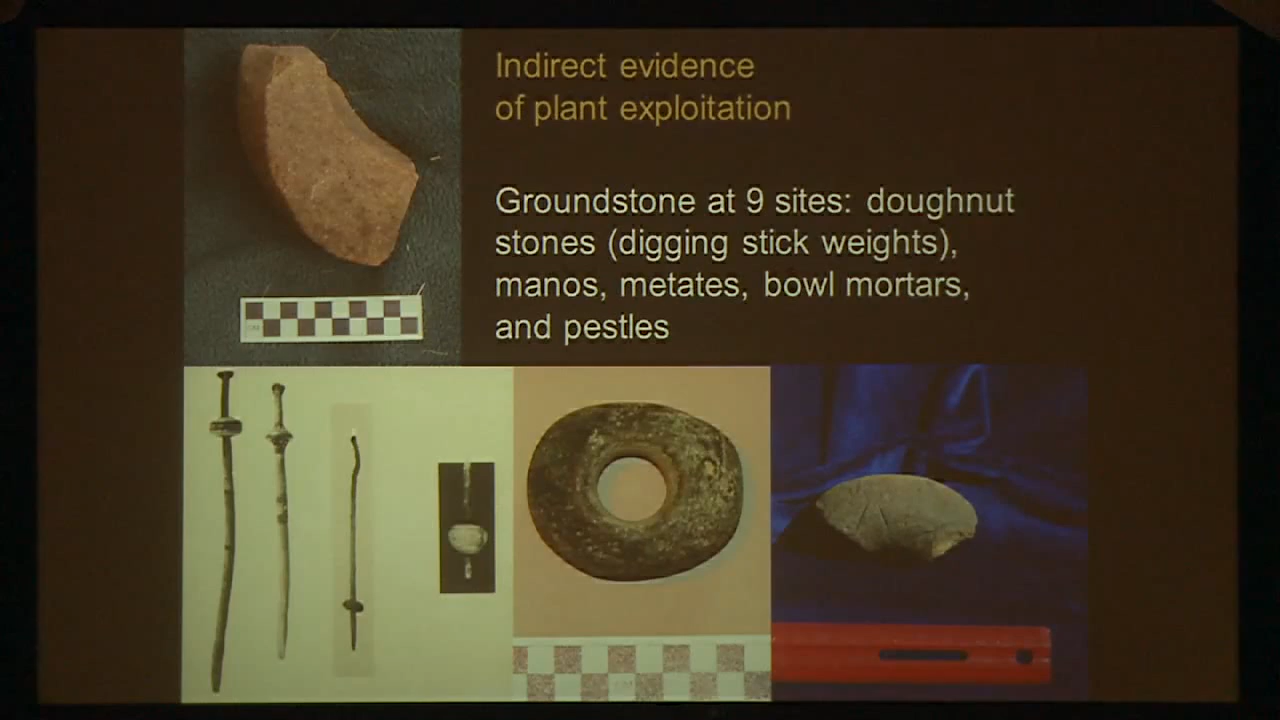 Indirect evidence
of plant exploitation
Groundstone at 9 sites: doughnut
stones (digging stick weights),
manos, metates, bowl mortars,
and pestles